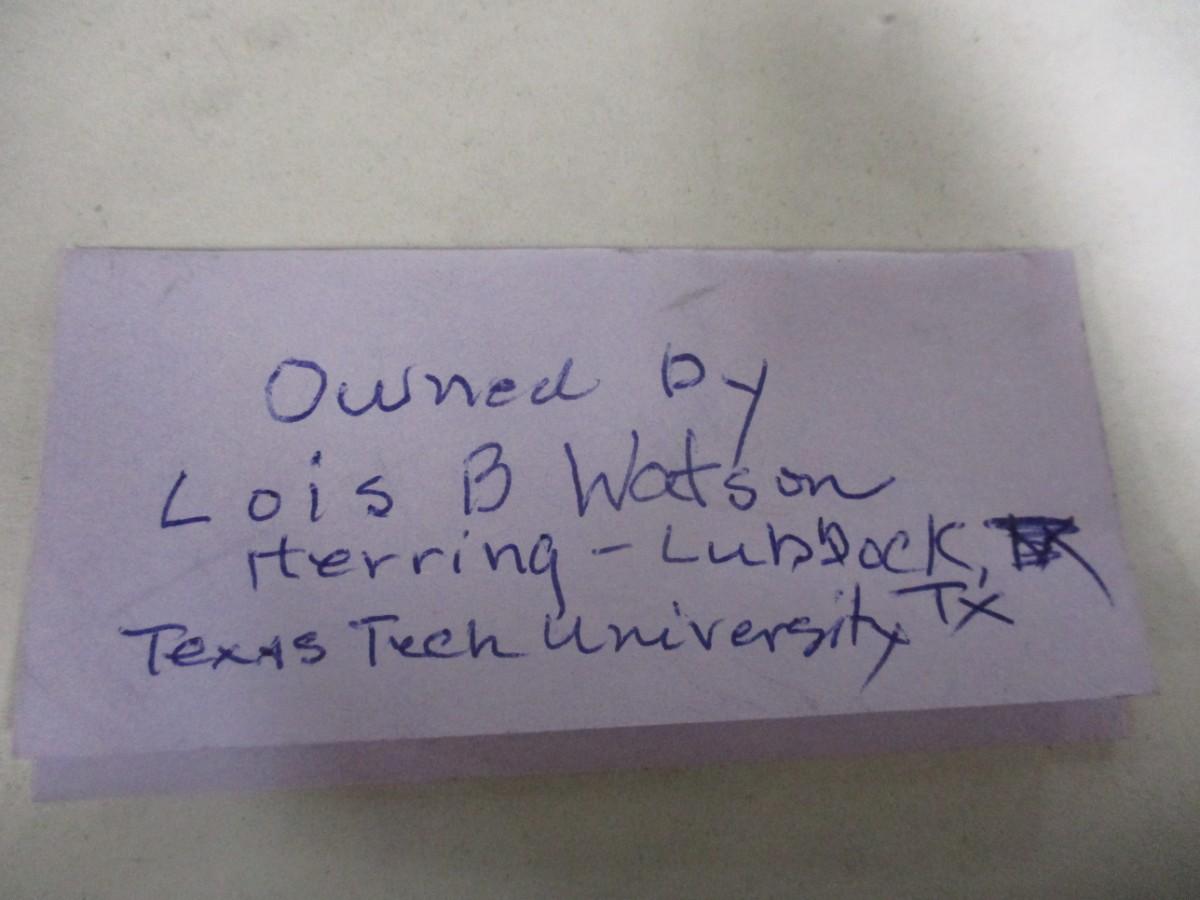 Owned by
Lois B Watson
Herring - Lubbock,
Texas Tech University TX